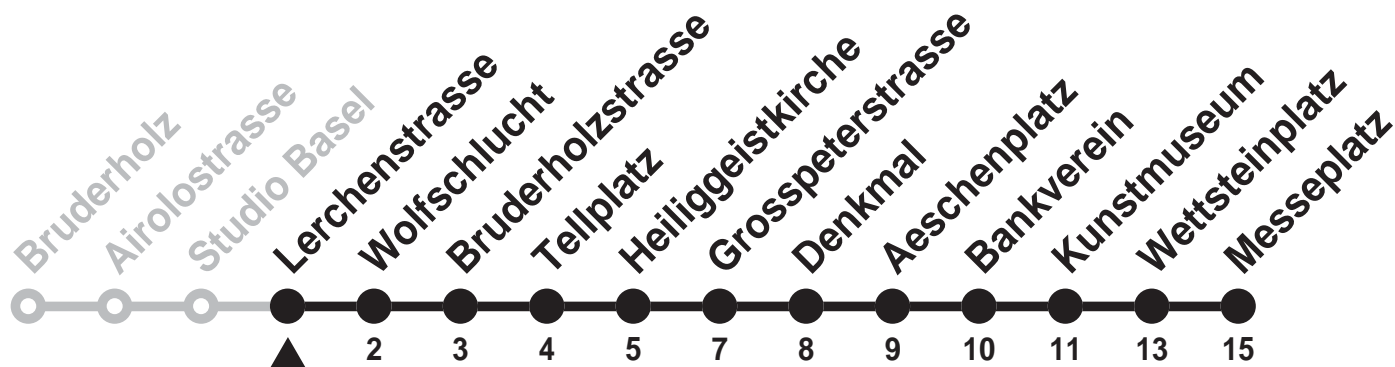 Bruderholz
Airolostrasse
Studio Basel
Lerchenstrasse
Wolfschlucht
Bruderholzstrasse
Tellplatz
Heiliggeistkirche
Grosspeterstrasse
Denkmal
Aeschenplatz
Bankverein
Kunstmuseum
Wettsteinplatz
Messeplatz
2 3 4 5 7 8 9 10 11 13 15